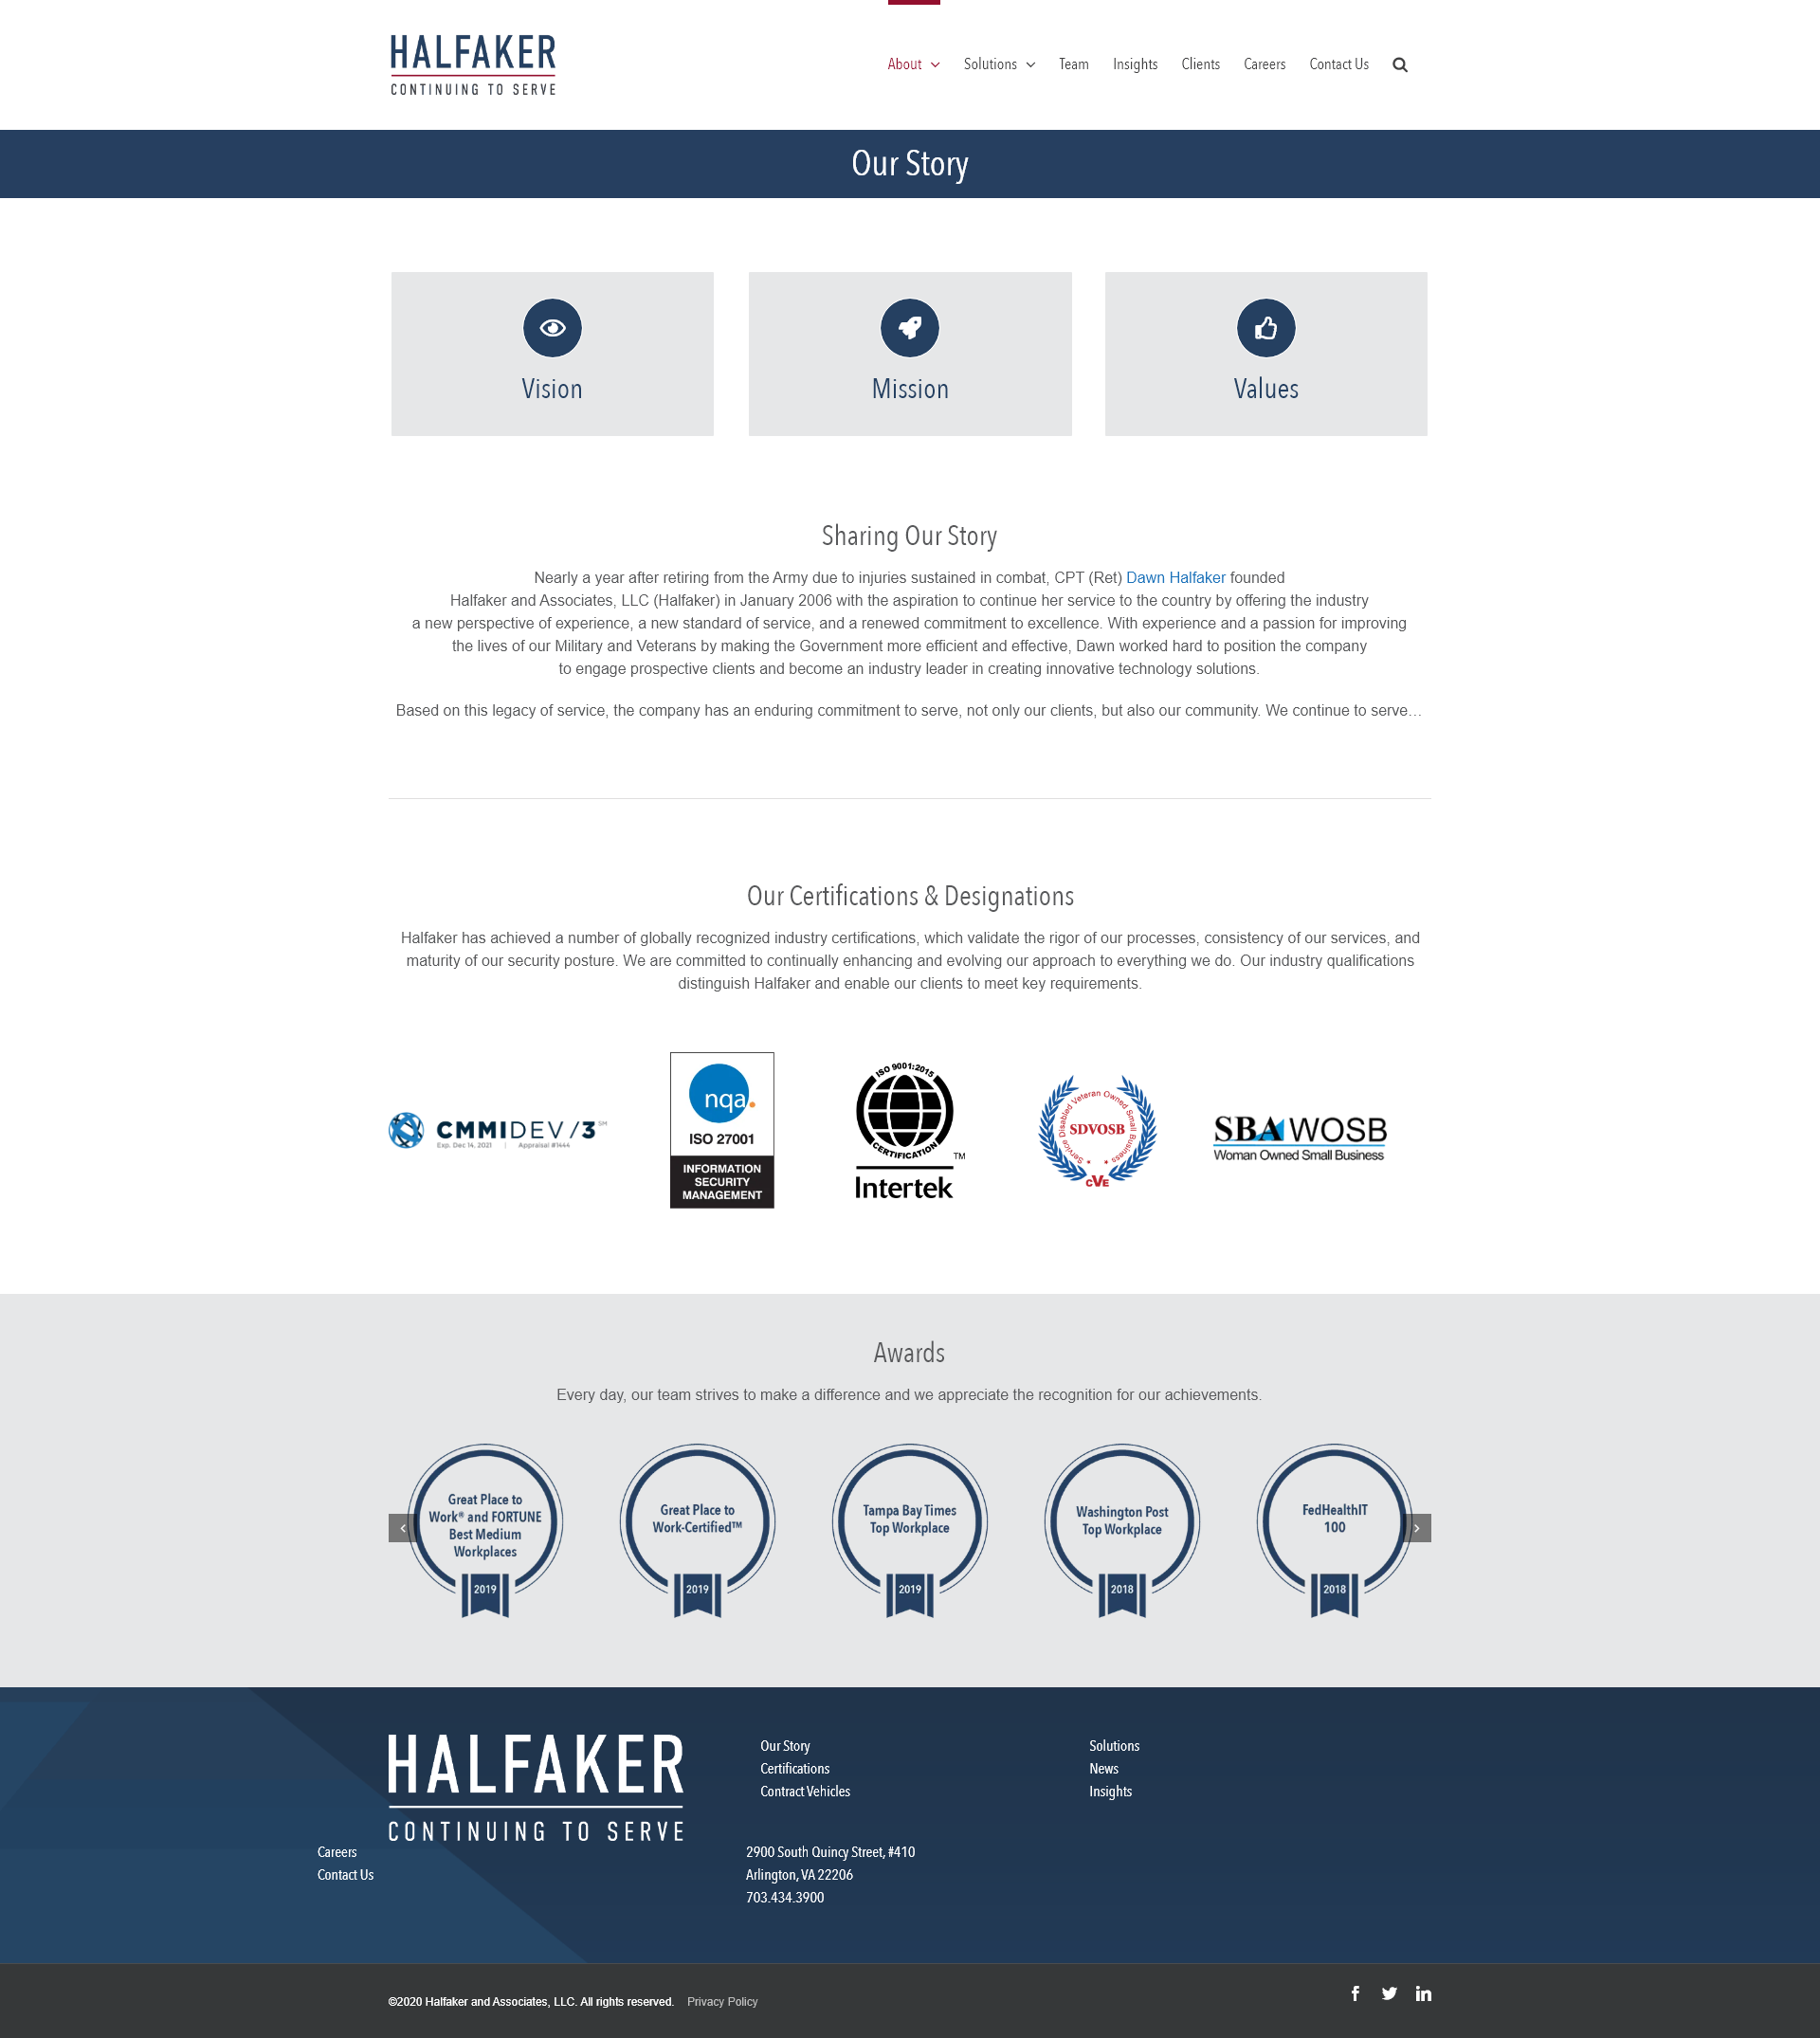 HALFAKER
CONTINUING TO SERVE
About
Solutions
Team
Insights
Clients
Careers
Contact Us
Our Story
Vision
Mission
Values
Sharing Our Story
Nearly a year after retiring from the Army due to injuries sustained in combat, CPT (Ret) Dawn Halfaker founded
Halfaker and Associates, LLC (Halfaker) in January 2006 with the aspiration to continue her service to the country by offering the industry
a new perspective of experience, a new standard of service, and a renewed commitment to excellence. With experience and a passion for improving
the lives of our Military and Veterans by making the Government more efficient and effective, Dawn worked hard to position the company
to engage prospective clients and become an industry leader in creating innovative technology solutions.
Based on this legacy of service, the company has an enduring commitment to serve, not only our clients, but also our community. We continue to serve…
Our Certifications & Designations
Halfaker has achieved a number of globally recognized industry certifications, which validate the rigor of our processes, consistency of our services, and
maturity of our security posture. We are committed to continually enhancing and evolving our approach to everything we do. Our industry qualifications
distinguish Halfaker and enable our clients to meet key requirements.
CMMIDEV/3℠
Exp. Dec 14, 2021 | Appraisal #1444
nqa.
ISO 27001
INFORMATION
SECURITY
MANAGEMENT
ISO 9001:2015
CERTIFICATION
TM
Intertek
Service Disabled Veteran Owned Small Business
SDVOSB
CVE
SBA WOSB
Woman Owned Small Business
Awards
Every day, our team strives to make a difference and we appreciate the recognition for our achievements.
Great Place to
Work® and FORTUNE
Best Medium
Workplaces
2019
Great Place to
Work-Certified™
2019
Tampa Bay Times
Top Workplace
2019
Washington Post
Top Workplace
2018
FedHealthIT
100
2018
HALFAKER
CONTINUING TO SERVE
Our Story
Certifications
Contract Vehicles
Solutions
News
Insights
Careers
Contact Us
2900 South Quincy Street, #410
Arlington, VA 22206
703.434.3900
©2020 Halfaker and Associates, LLC. All rights reserved. Privacy Policy